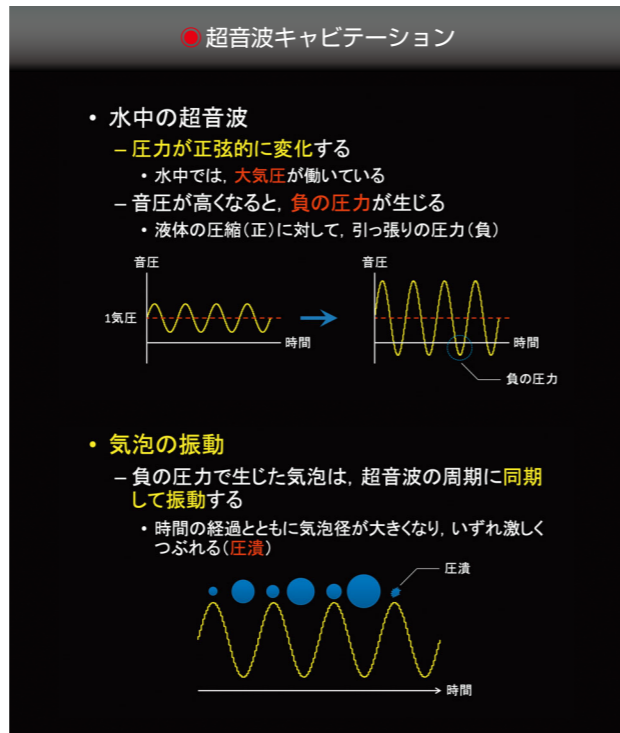 ◉超音波キャビテーション
• 水中の超音波
– 圧力が正弦的に変化する
• 水中では, 大気圧が働いている
– 音圧が高くなると, 負の圧力が生じる
• 液体の圧縮(正)に対して, 引っ張りの圧力(負)
音圧
音圧
1気圧
時間
時間
負の圧力
• 気泡の振動
– 負の圧力で生じた気泡は, 超音波の周期に同期
して振動する
• 時間の経過とともに気泡径が大きくなり, いずれ激しく
つぶれる(圧潰)
圧潰
時間